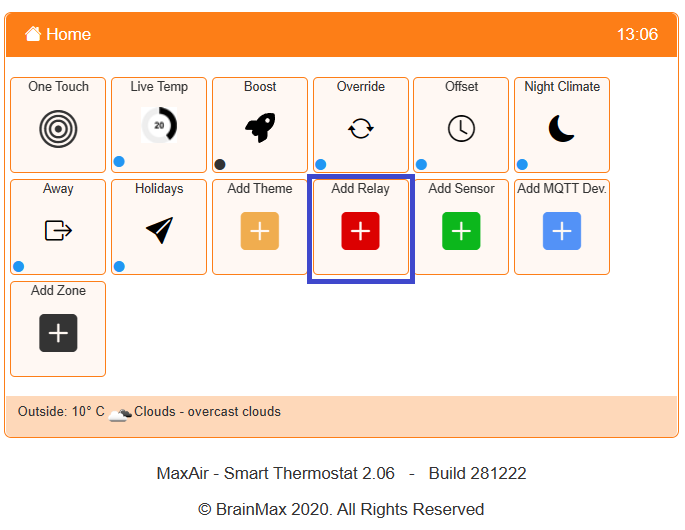 Home 13:06
One Touch Live Temp Boost Override Offset Night Climate
20
Away Holidays Add Theme Add Relay Add Sensor Add MQTT Dev.
Add Zone
Outside: 10° C Clouds - overcast clouds
MaxAir - Smart Thermostat 2.06 - Build 281222
© BrainMax 2020. All Rights Reserved